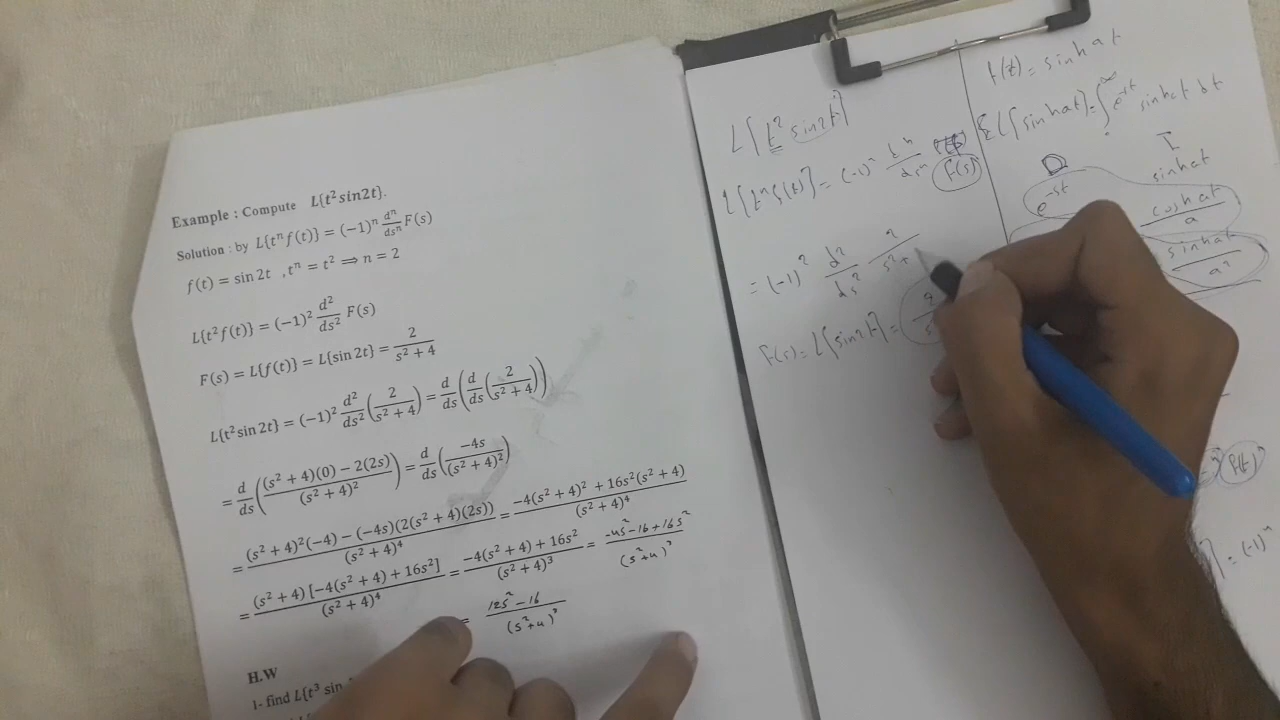 Example : Compute L{t²sin2t}.
Solution : by L{tⁿf(t)} = (−1)ⁿ dⁿ/dsⁿ F(s)
f(t) = sin 2t , tⁿ = t² ⟹ n = 2
L{t²f(t)} = (−1)² d²/ds² F(s)
F(s) = L{f(t)} = L{sin 2t} = 2/(s² + 4)
L{t² sin 2t} = (−1)² d²/ds² (2/(s² + 4)) = d/ds (d/ds (2/(s² + 4)))
= d/ds (((s² + 4)(0) − 2(2s))/(s² + 4)²) = d/ds (−4s/(s² + 4)²)
= ((s² + 4)²(−4) − (−4s)(2(s² + 4)(2s)))/(s² + 4)⁴ = (−4(s² + 4)² + 16s²(s² + 4))/(s² + 4)⁴
= ((s² + 4) [−4(s² + 4) + 16s²])/(s² + 4)⁴ = (−4(s² + 4) + 16s²)/(s² + 4)³ = (−4s² − 16 + 16s²)/(s² + 4)³
= (12s² − 16)/(s² + 4)³
H.W
1- find L{t³ sin
L{t² sin2t}
L{tⁿf(t)} = (−1)ⁿ dⁿ/dsⁿ F(s)
= (−1)² d²/ds² 2/(s² +
F(s) = L{sin2t} = 2/s
f(t) = sinhat
L{sinhat} = ∫₀^∞ e^(−st) sinhat dt
D I
e^(−st) sinhat
coshat/a
sinhat/a²
f(t)
= (−1)ⁿ